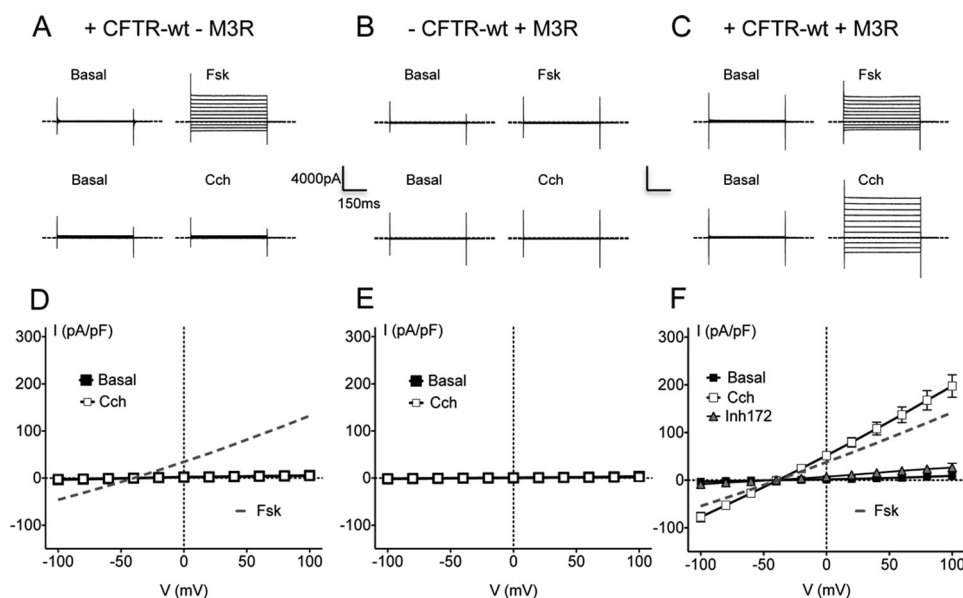 A + CFTR-wt - M3R
B - CFTR-wt + M3R
C + CFTR-wt + M3R
Basal Fsk Basal Fsk Basal Fsk
Basal Cch 4000pA Basal Cch Basal Cch
150ms
D E F
I (pA/pF) I (pA/pF) I (pA/pF)
300 300 300
200 200 200
100 100 100
0 0 0
-100 -100 -100
Basal Basal Basal
Cch Cch Cch
Inh172
Fsk Fsk
-100 -50 0 50 100 -100 -50 0 50 100 -100 -50 0 50 100
V (mV) V (mV) V (mV)